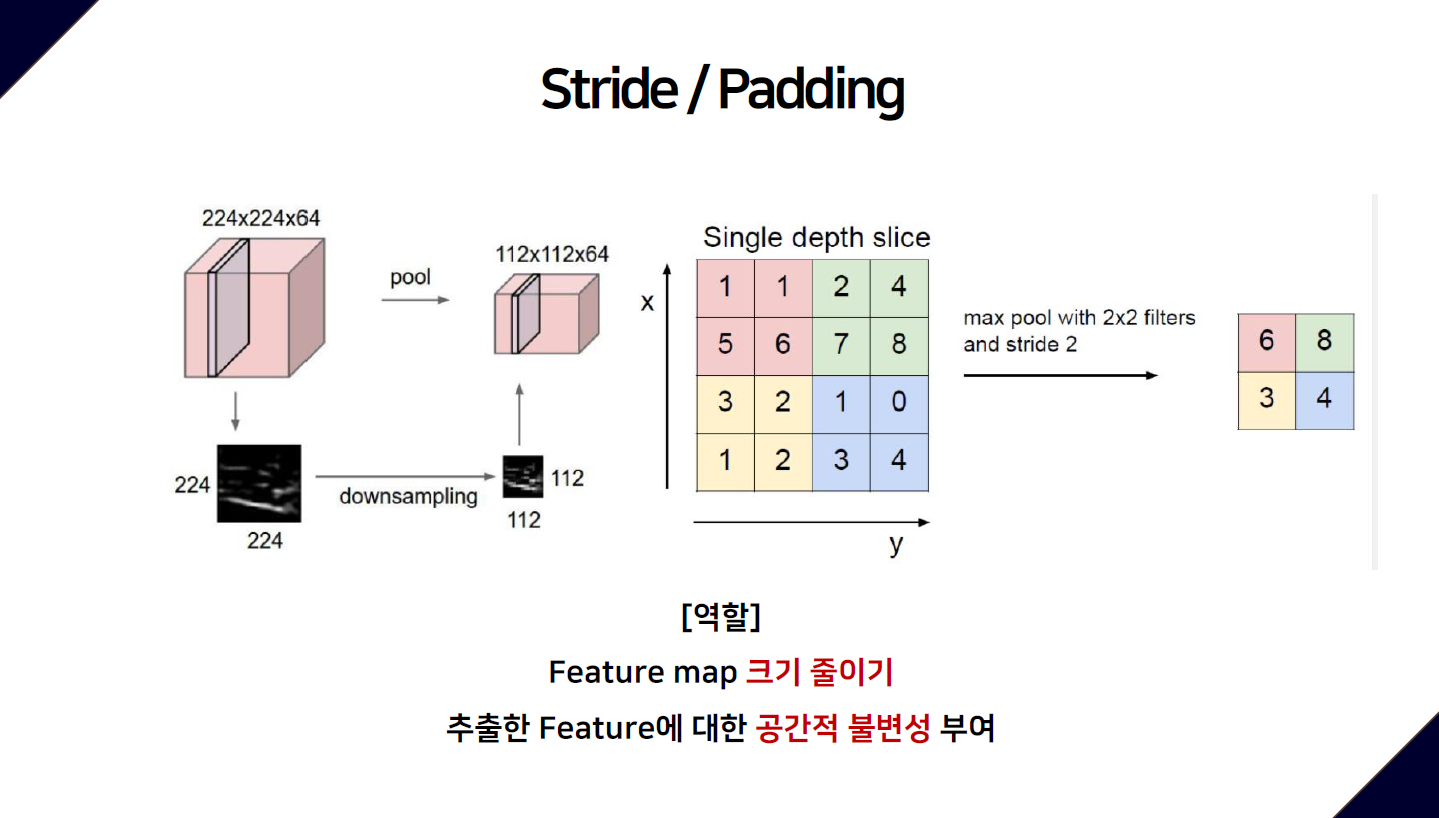 Stride / Padding
224x224x64
pool
112x112x64
224
224
downsampling
112
112
Single depth slice
x
1 1 2 4
5 6 7 8
3 2 1 0
1 2 3 4
y
max pool with 2x2 filters
and stride 2
6 8
3 4
[역할]
Feature map 크기 줄이기
추출한 Feature에 대한 공간적 불변성 부여